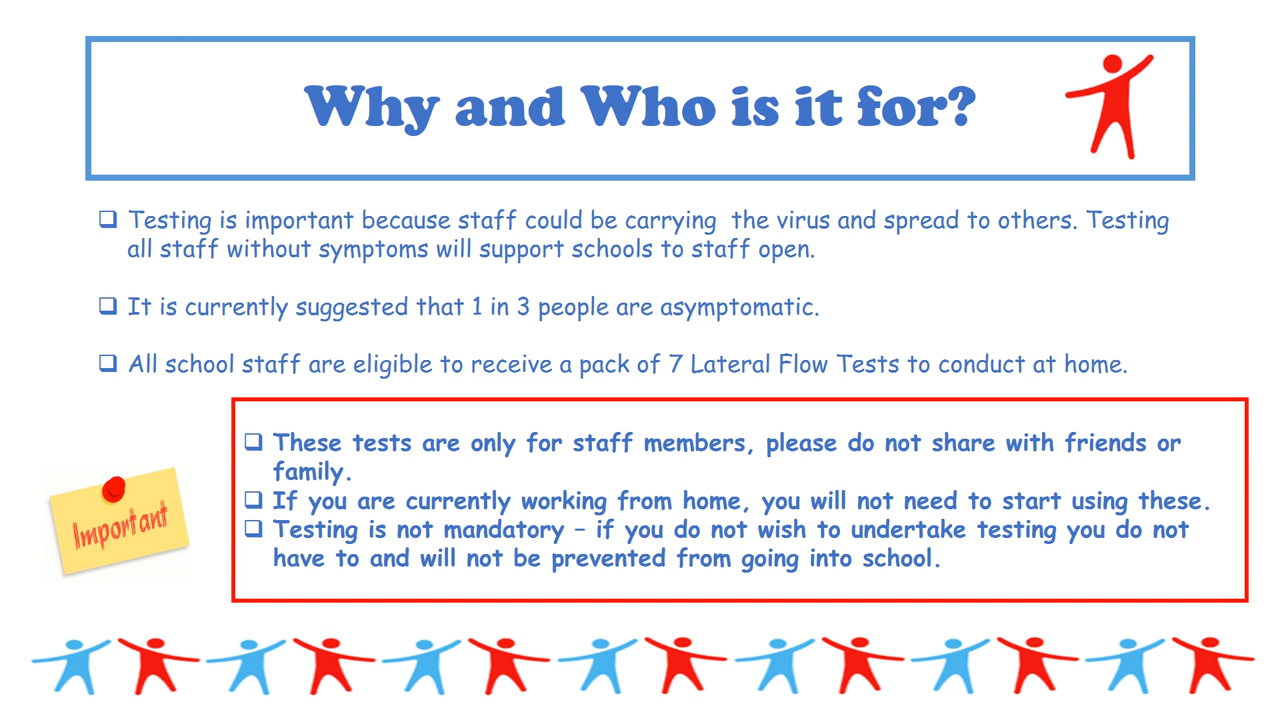 Why and Who is it for?
❑ Testing is important because staff could be carrying  the virus and spread to others. Testing
all staff without symptoms will support schools to staff open.
❑ It is currently suggested that 1 in 3 people are asymptomatic.
❑ All school staff are eligible to receive a pack of 7 Lateral Flow Tests to conduct at home.
❑ These tests are only for staff members, please do not share with friends or
family.
❑ If you are currently working from home, you will not need to start using these.
❑ Testing is not mandatory – if you do not wish to undertake testing you do not
have to and will not be prevented from going into school.
Important